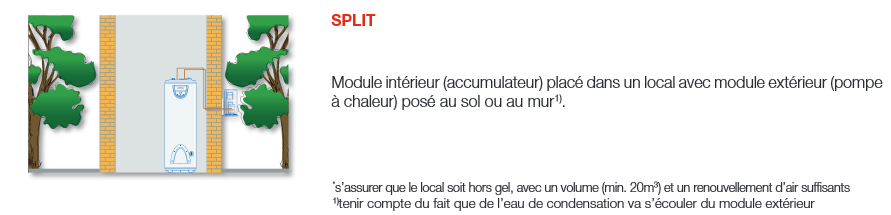 SPLIT
Module intérieur (accumulateur) placé dans un local avec module extérieur (pompe
à chaleur) posé au sol ou au mur¹⁾.
*s’assurer que le local soit hors gel, avec un volume (min. 20m³) et un renouvellement d’air suffisants
¹⁾tenir compte du fait que de l’eau de condensation va s’écouler du module extérieur